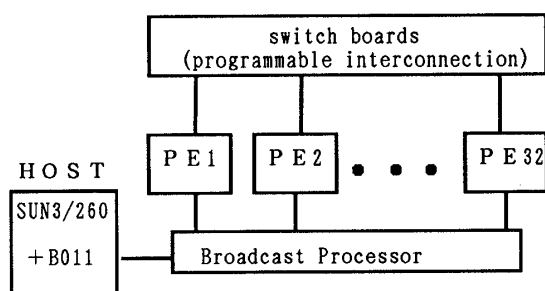 switch boards
(programmable interconnection)
PE1
PE2
PE32
HOST
SUN3/260
+B011
Broadcast Processor